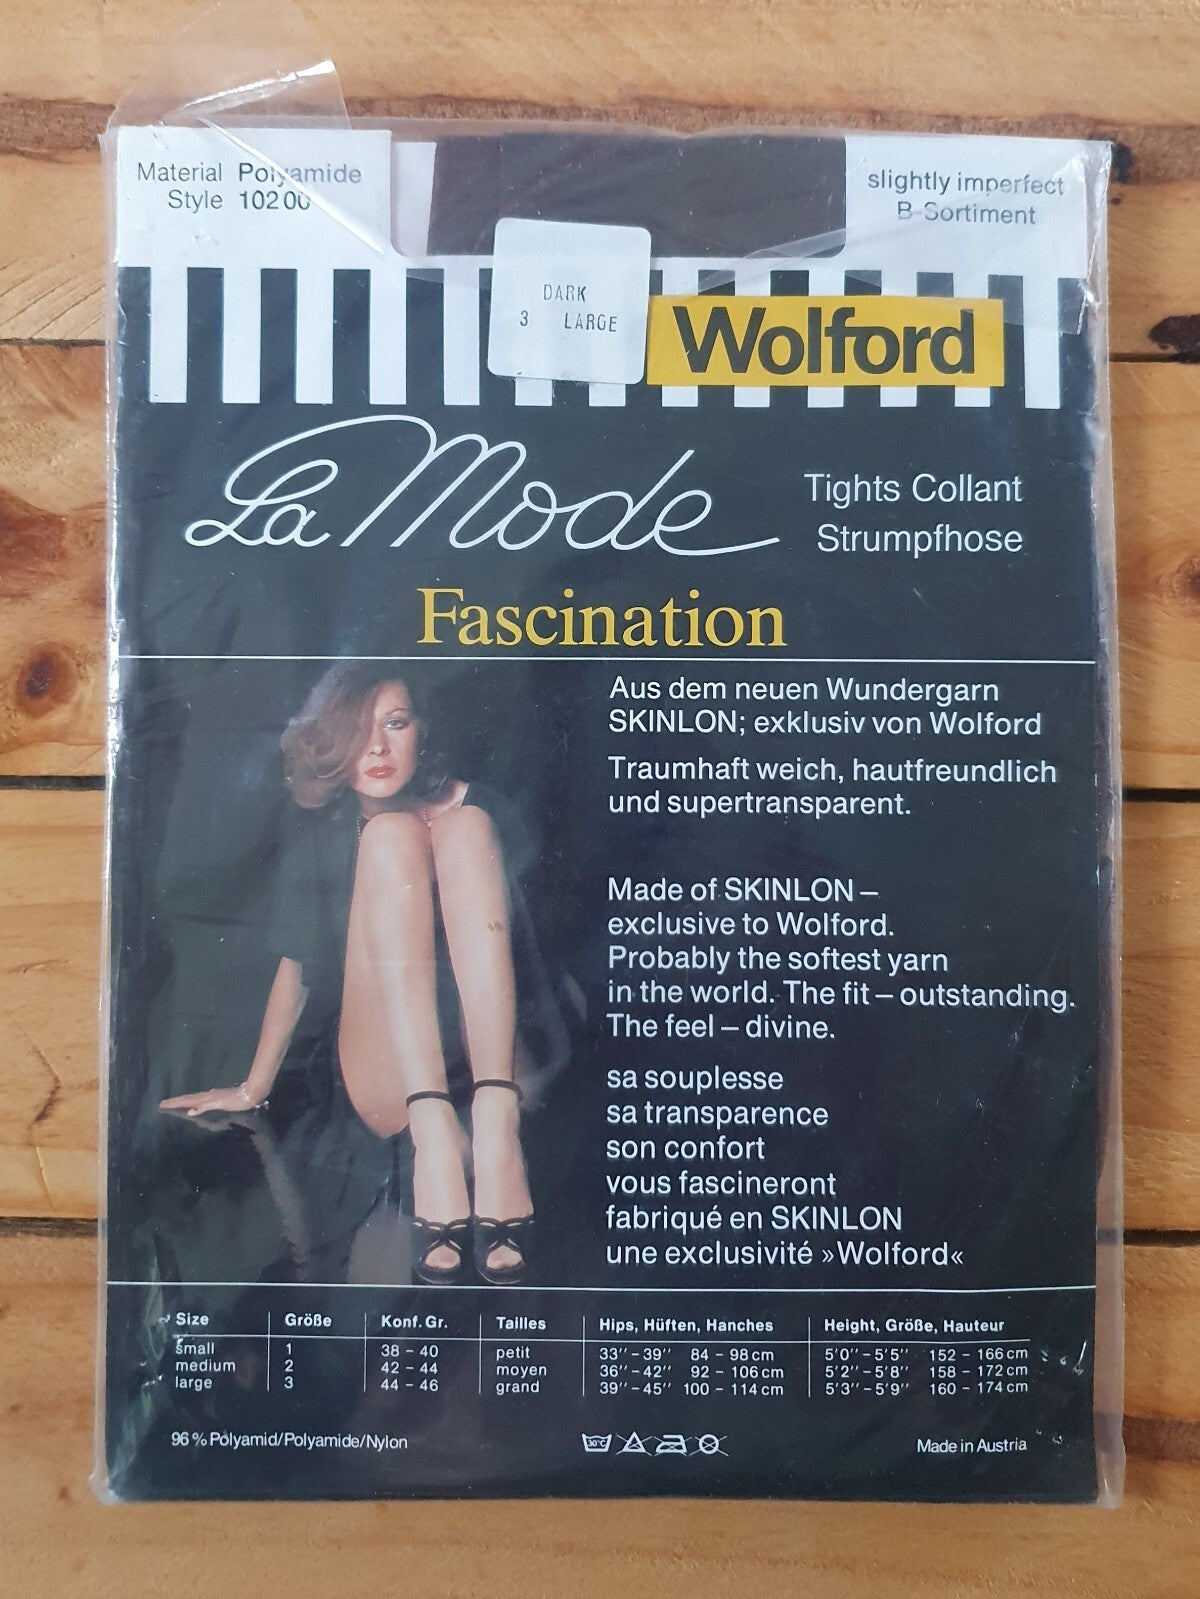 Material Polyamide
Style 102 00
slightly imperfect
B-Sortiment
DARK
3 LARGE
Wolford
La Mode
Tights Collant
Strumpfhose
Fascination
Aus dem neuen Wundergarn
SKINLON; exklusiv von Wolford
Traumhaft weich, hautfreundlich
und supertransparent.
Made of SKINLON –
exclusive to Wolford.
Probably the softest yarn
in the world. The fit – outstanding.
The feel – divine.
sa souplesse
sa transparence
son confort
vous fascineront
fabriqué en SKINLON
une exclusivité »Wolford«
Size Größe Konf. Gr. Tailles Hips, Hüften, Hanches Height, Größe, Hauteur
small 1 38 – 40 petit 33'' – 39'' 84 – 98 cm 5'0'' – 5'5'' 152 – 166 cm
medium 2 42 – 44 moyen 36'' – 42'' 92 – 106 cm 5'2'' – 5'8'' 158 – 172 cm
large 3 44 – 46 grand 39'' – 45'' 100 – 114 cm 5'3'' – 5'9'' 160 – 174 cm
96 % Polyamid/Polyamide/Nylon
30°C
Made in Austria